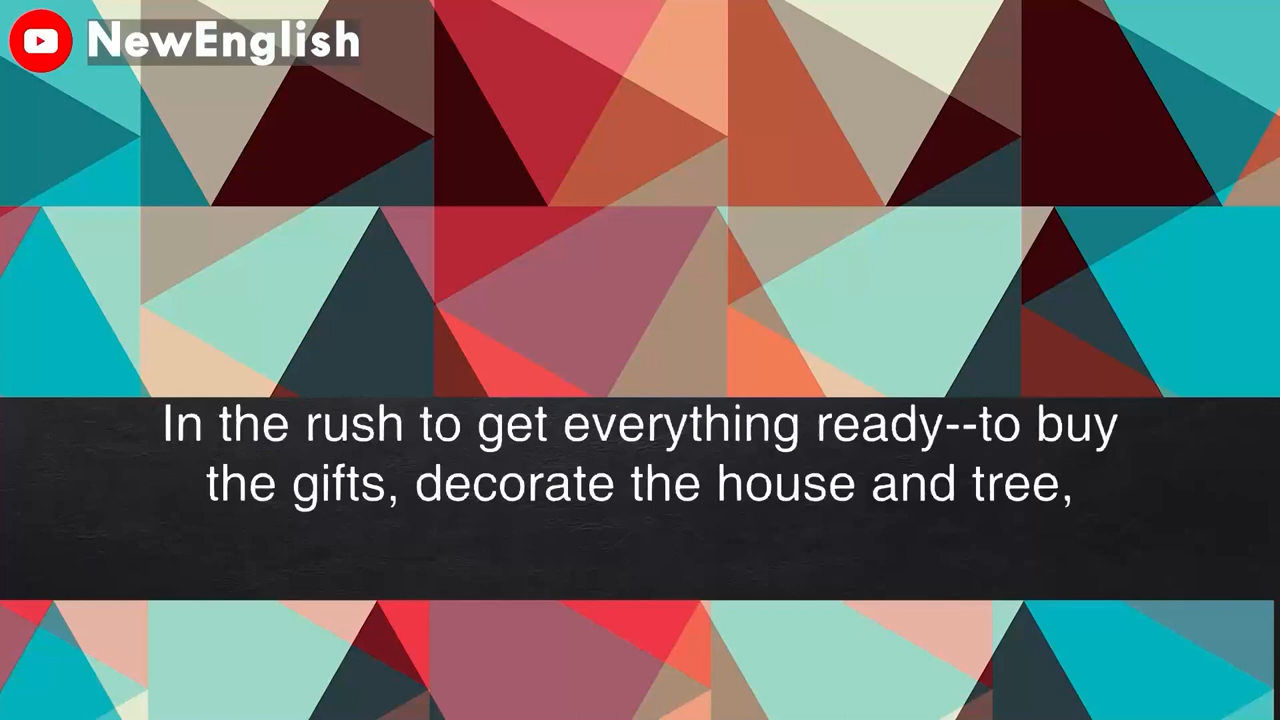 NewEnglish
In the rush to get everything ready--to buy
the gifts, decorate the house and tree,